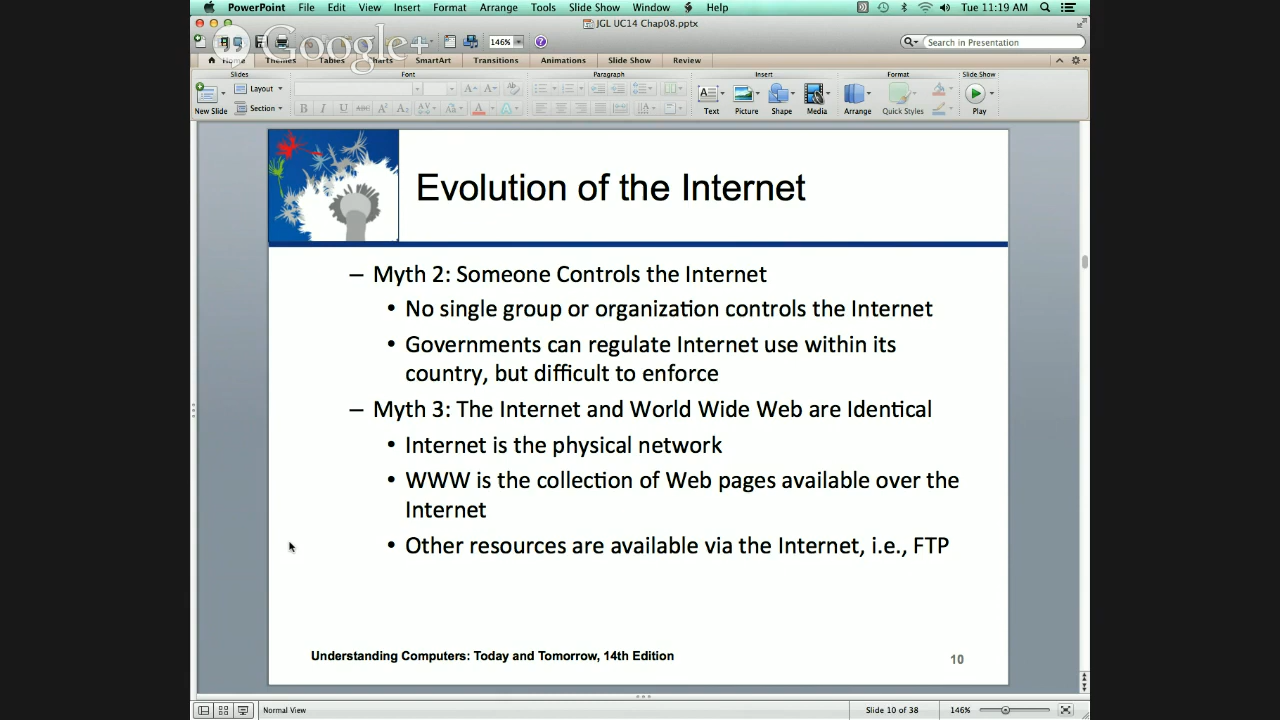 PowerPoint File Edit View Insert Format Arrange Tools Slide Show Window Help Tue 11:19 AM
JGL UC14 Chap08.pptx
Google+
146% Search in Presentation
Home Themes Tables Charts SmartArt Transitions Animations Slide Show Review
Slides Font Paragraph Insert Format Slide Show
Layout
Section
New Slide Text Picture Shape Media Arrange Quick Styles Play
Evolution of the Internet
– Myth 2: Someone Controls the Internet
• No single group or organization controls the Internet
• Governments can regulate Internet use within its
country, but difficult to enforce
– Myth 3: The Internet and World Wide Web are Identical
• Internet is the physical network
• WWW is the collection of Web pages available over the
Internet
• Other resources are available via the Internet, i.e., FTP
Understanding Computers: Today and Tomorrow, 14th Edition 10
Normal View Slide 10 of 38 146%